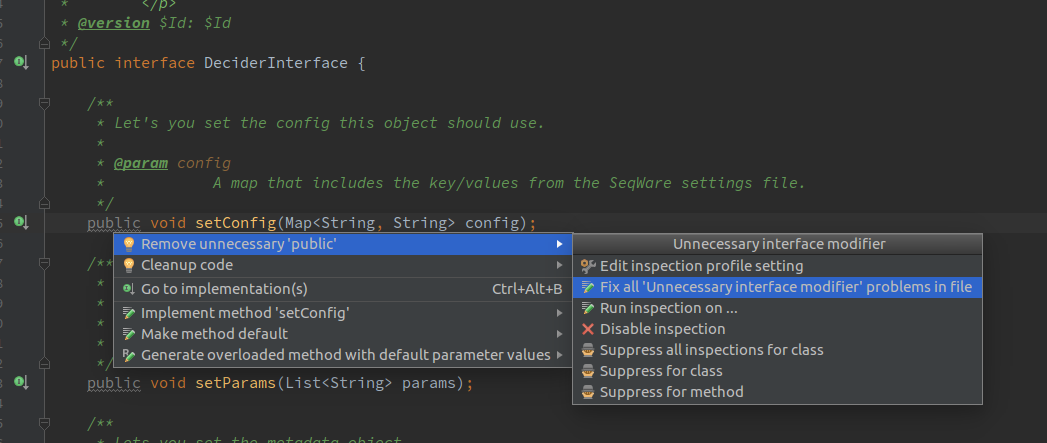 *          </p>
* @version $Id: $Id
*/
public interface DeciderInterface {
/**
* Let's you set the config this object should use.
*
* @param config
*            A map that includes the key/values from the SeqWare settings file.
*/
public void setConfig(Map<String, String> config);
Remove unnecessary 'public'
Cleanup code
Go to implementation(s) Ctrl+Alt+B
Implement method 'setConfig'
Make method default
Generate overloaded method with default parameter values
Unnecessary interface modifier
Edit inspection profile setting
Fix all 'Unnecessary interface modifier' problems in file
Run inspection on ...
Disable inspection
Suppress all inspections for class
Suppress for class
Suppress for method
/**
*/
public void setParams(List<String> params);
/**
* Lets you set the metadata object